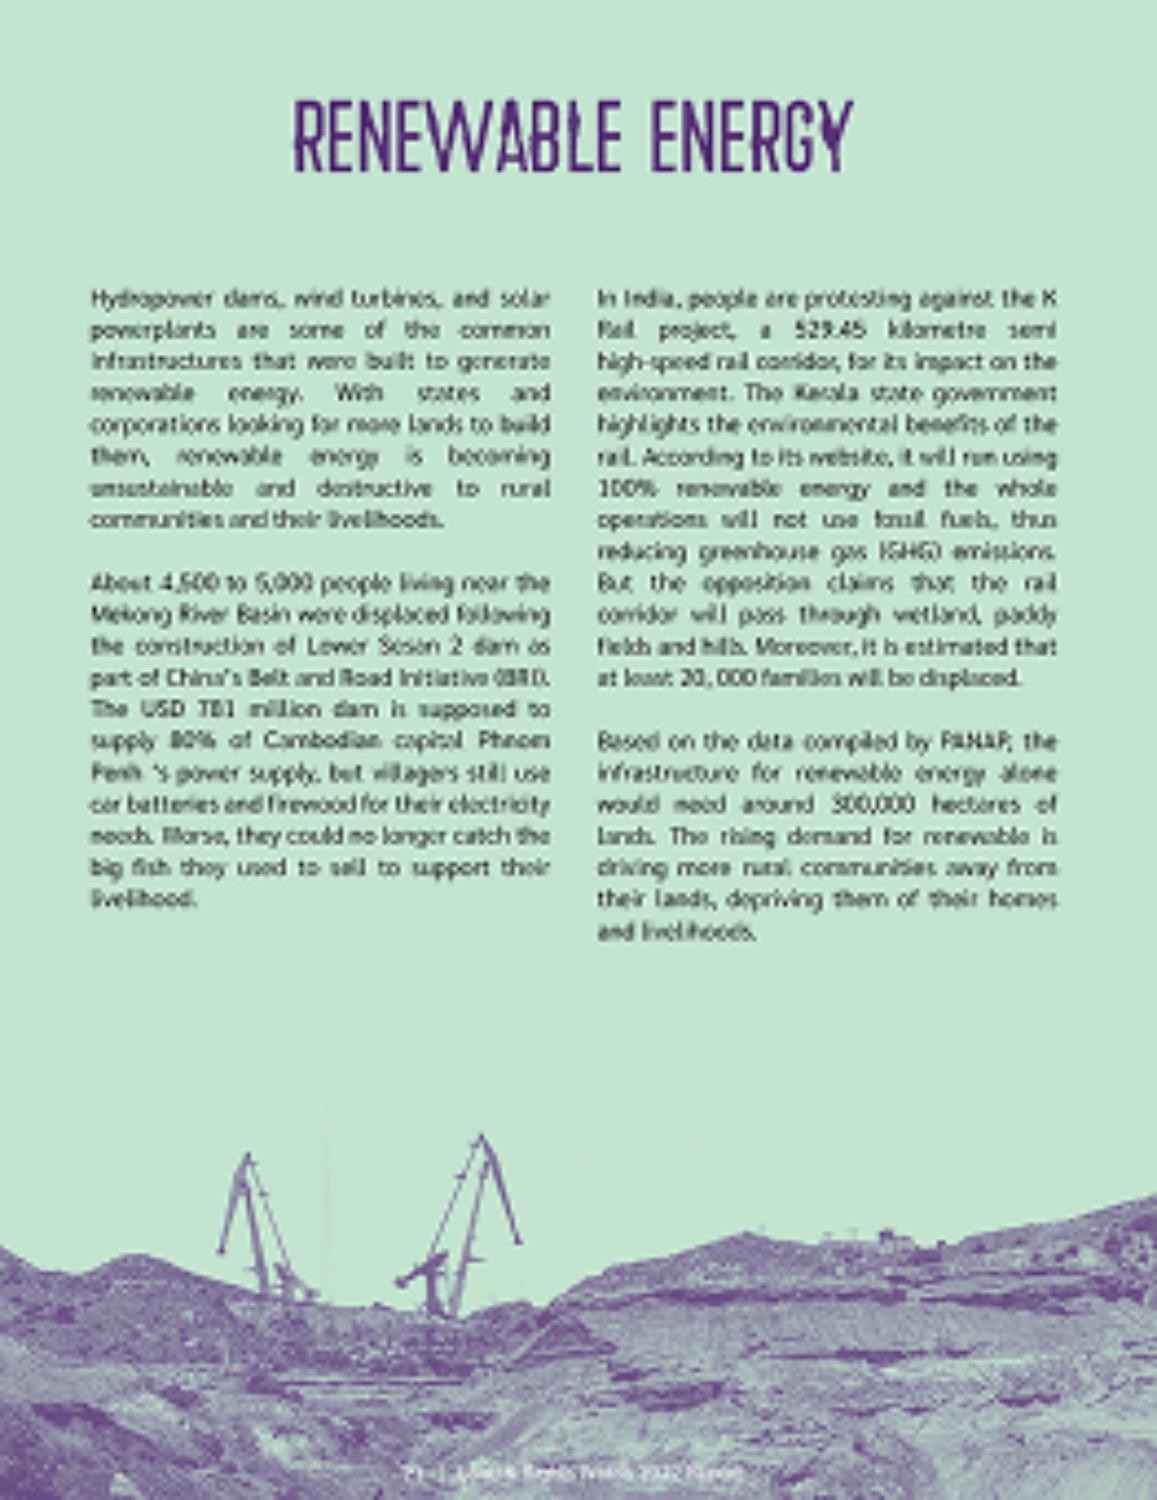 RENEWABLE ENERGY
Hydropower dams, wind turbines, and solar
powerplants are some of the common
infrastructures that were built to generate
renewable energy. With states and
corporations looking for more lands to build
them, renewable energy is becoming
unsustainable and destructive to rural
communities and their livelihoods.
About 4,500 to 5,000 people living near the
Mekong River Basin were displaced following
the construction of Lower Sesan 2 dam as
part of China's Belt and Road Initiative (BRI).
The USD 781 million dam is supposed to
supply 80% of Cambodian capital Phnom
Penh 's power supply, but villagers still use
car batteries and firewood for their electricity
needs. Worse, they could no longer catch the
big fish they used to sell to support their
livelihood.
In India, people are protesting against the K
Rail project, a 529.45 kilometre semi
high-speed rail corridor, for its impact on the
environment. The Kerala state government
highlights the environmental benefits of the
rail. According to its website, it will run using
100% renewable energy and the whole
operations will not use fossil fuels, thus
reducing greenhouse gas (GHG) emissions.
But the opposition claims that the rail
corridor will pass through wetland, paddy
fields and hills. Moreover, it is estimated that
at least 20, 000 families will be displaced.
Based on the data compiled by PANAP, the
infrastructure for renewable energy alone
would need around 300,000 hectares of
lands. The rising demand for renewable is
driving more rural communities away from
their lands, depriving them of their homes
and livelihoods.
| Land & Rights Watch 2022 Report